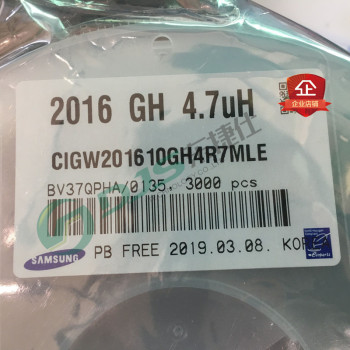 企业店铺
2016 GH 4.7uH
CIGW201610GH4R7MLE
BV37QPHA/0135, 3000 pcs
SAMSUNG
PB FREE 2019.03.08. KOR